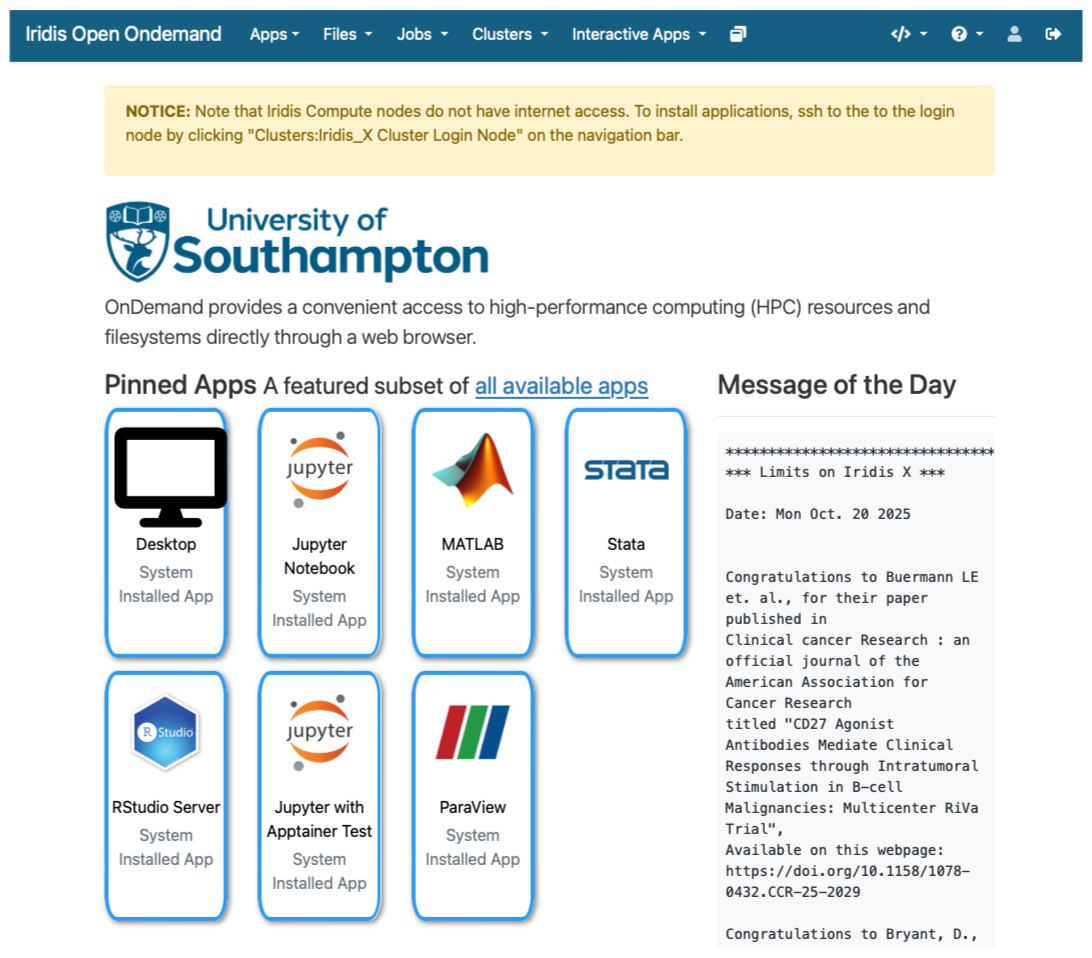 Iridis Open Ondemand Apps Files Jobs Clusters Interactive Apps
NOTICE: Note that Iridis Compute nodes do not have internet access. To install applications, ssh to the to the login
node by clicking "Clusters:Iridis_X Cluster Login Node" on the navigation bar.
University of
Southampton
OnDemand provides a convenient access to high-performance computing (HPC) resources and
filesystems directly through a web browser.
Pinned Apps A featured subset of all available apps
jupyter
STATA
Desktop
System
Installed App
Jupyter
Notebook
System
Installed App
MATLAB
System
Installed App
Stata
System
Installed App
R Studio
RStudio Server
System
Installed App
jupyter
Jupyter with
Apptainer Test
System
Installed App
ParaView
System
Installed App
Message of the Day
********************************
*** Limits on Iridis X ***
Date: Mon Oct. 20 2025
Congratulations to Buermann LE
et. al., for their paper
published in
Clinical cancer Research : an
official journal of the
American Association for
Cancer Research
titled "CD27 Agonist
Antibodies Mediate Clinical
Responses through Intratumoral
Stimulation in B-cell
Malignancies: Multicenter RiVa
Trial",
Available on this webpage:
https://doi.org/10.1158/1078-
0432.CCR-25-2029
Congratulations to Bryant, D.,